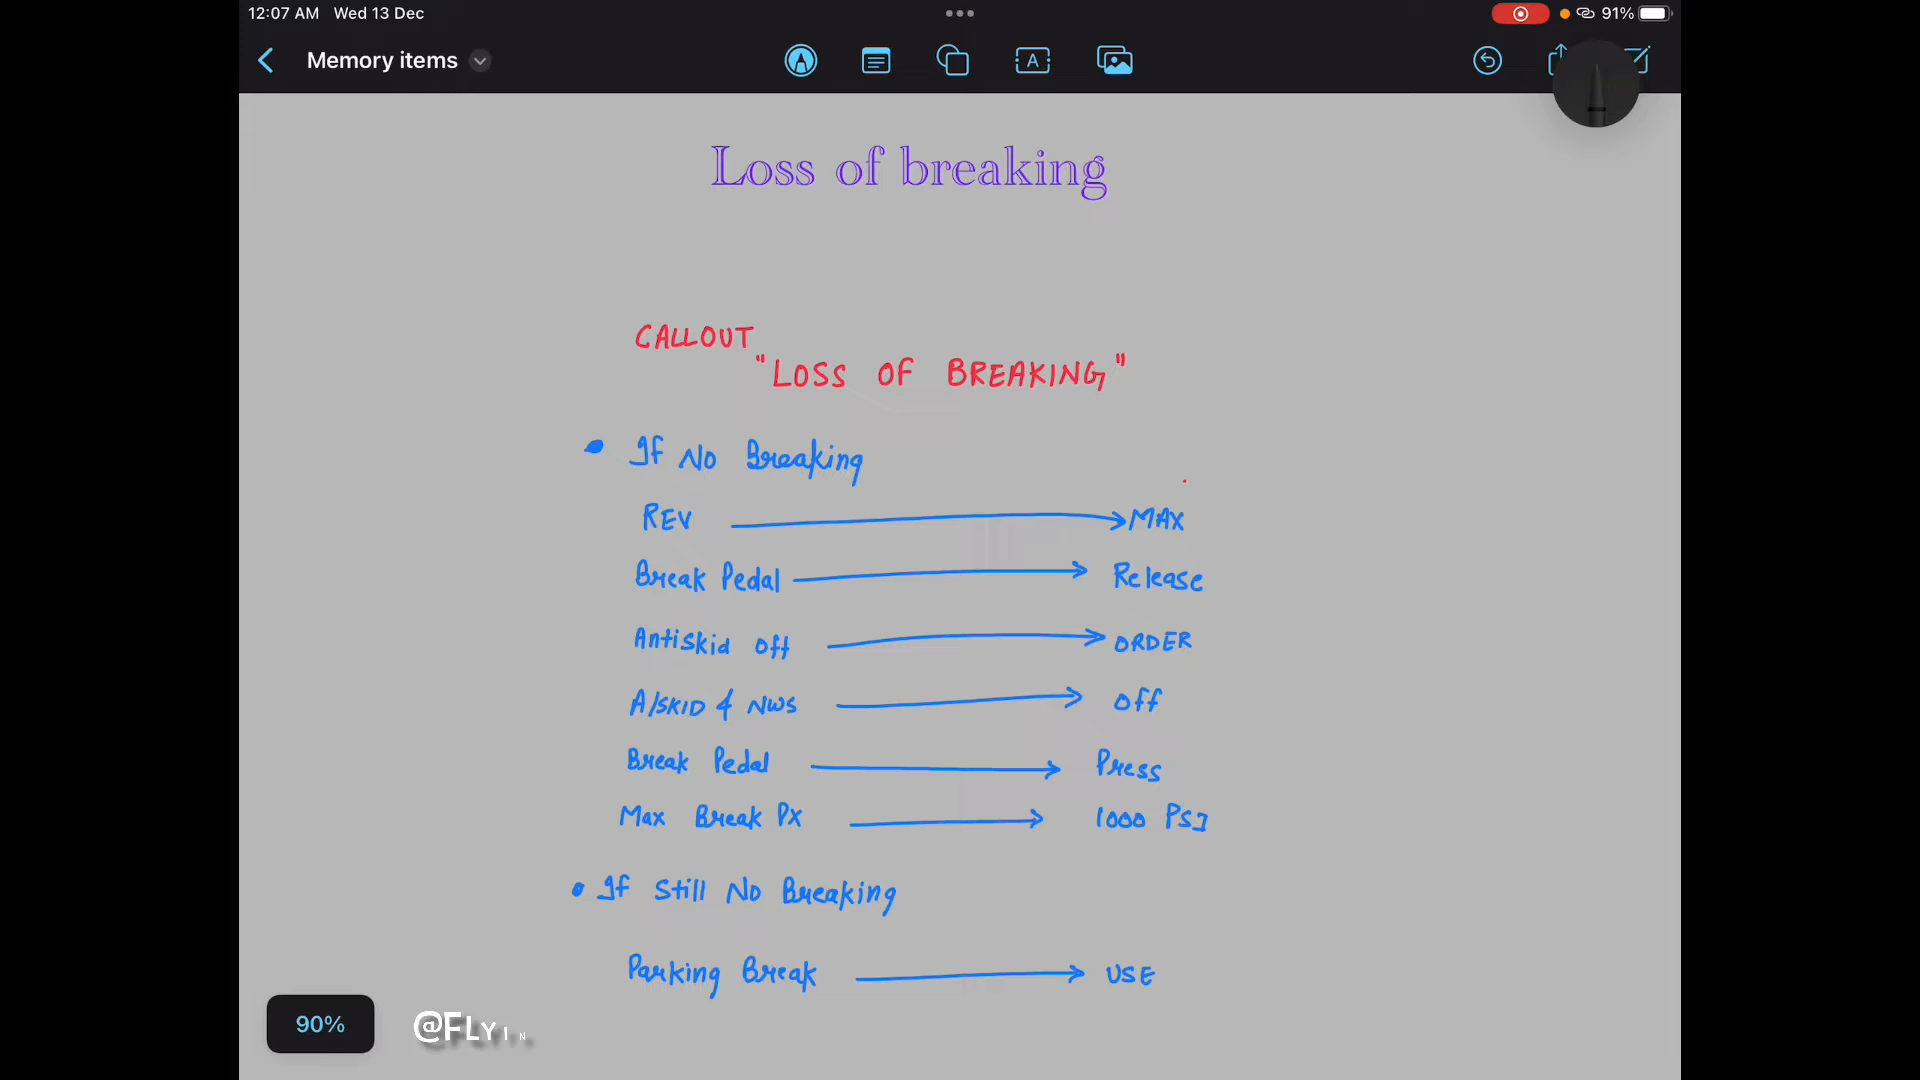 12:07 AM Wed 13 Dec
91%
Memory items
A
Loss of breaking
CALLOUT
"LOSS OF BREAKING"
If No Breaking
REV → MAX
Break Pedal → Release
Antiskid off → ORDER
A/SKID & NWS → off
Break Pedal → Press
Max Break PX → 1000 PSI
If Still No Breaking
Parking Break → USE
90%
@FLYIN